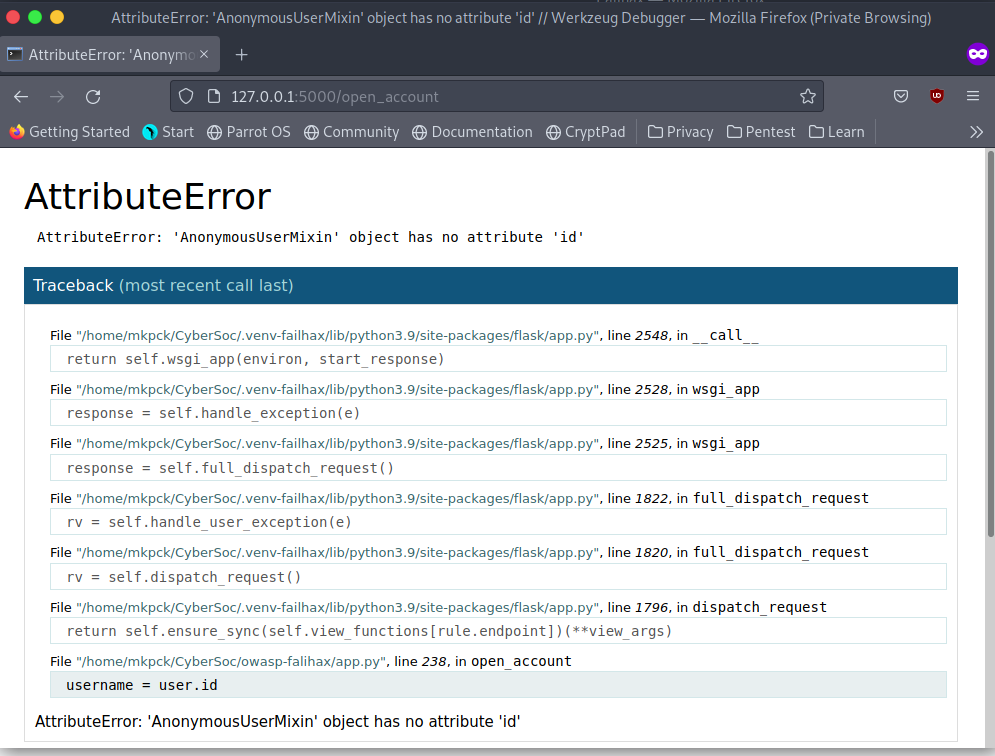 AttributeError: 'AnonymousUserMixin' object has no attribute 'id' // Werkzeug Debugger — Mozilla Firefox (Private Browsing)
AttributeError: 'Anonymo
127.0.0.1:5000/open_account
Getting Started Start Parrot OS Community Documentation CryptPad Privacy Pentest Learn
AttributeError
AttributeError: 'AnonymousUserMixin' object has no attribute 'id'
Traceback (most recent call last)
File "/home/mkpck/CyberSoc/.venv-failhax/lib/python3.9/site-packages/flask/app.py", line 2548, in __call__
return self.wsgi_app(environ, start_response)
File "/home/mkpck/CyberSoc/.venv-failhax/lib/python3.9/site-packages/flask/app.py", line 2528, in wsgi_app
response = self.handle_exception(e)
File "/home/mkpck/CyberSoc/.venv-failhax/lib/python3.9/site-packages/flask/app.py", line 2525, in wsgi_app
response = self.full_dispatch_request()
File "/home/mkpck/CyberSoc/.venv-failhax/lib/python3.9/site-packages/flask/app.py", line 1822, in full_dispatch_request
rv = self.handle_user_exception(e)
File "/home/mkpck/CyberSoc/.venv-failhax/lib/python3.9/site-packages/flask/app.py", line 1820, in full_dispatch_request
rv = self.dispatch_request()
File "/home/mkpck/CyberSoc/.venv-failhax/lib/python3.9/site-packages/flask/app.py", line 1796, in dispatch_request
return self.ensure_sync(self.view_functions[rule.endpoint])(**view_args)
File "/home/mkpck/CyberSoc/owasp-falihax/app.py", line 238, in open_account
username = user.id
AttributeError: 'AnonymousUserMixin' object has no attribute 'id'